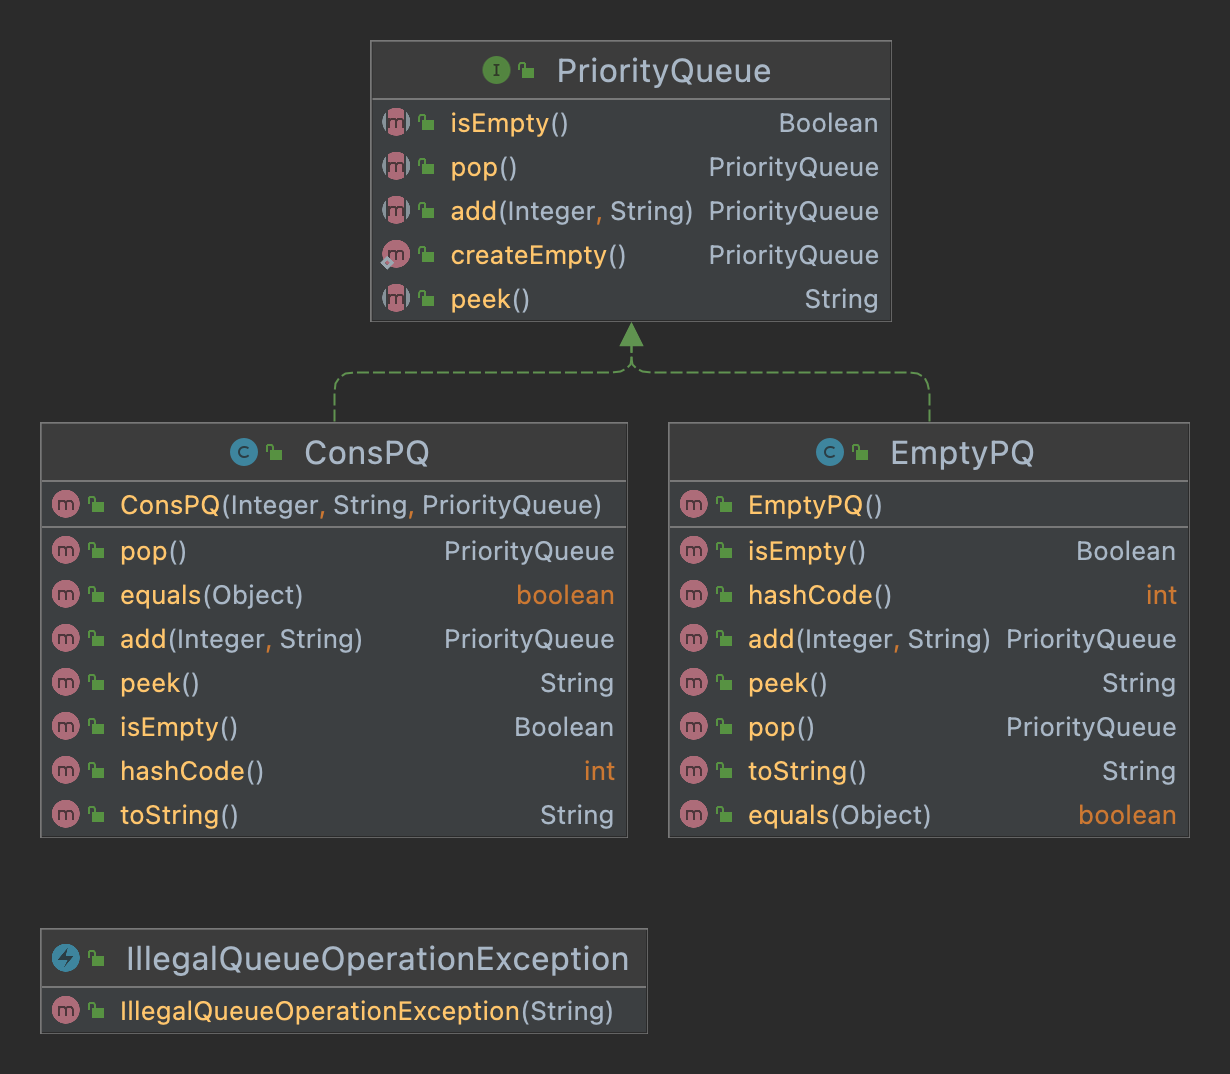 PriorityQueue
isEmpty() Boolean
pop() PriorityQueue
add(Integer, String) PriorityQueue
createEmpty() PriorityQueue
peek() String
ConsPQ
ConsPQ(Integer, String, PriorityQueue)
pop() PriorityQueue
equals(Object) boolean
add(Integer, String) PriorityQueue
peek() String
isEmpty() Boolean
hashCode() int
toString() String
EmptyPQ
EmptyPQ()
isEmpty() Boolean
hashCode() int
add(Integer, String) PriorityQueue
peek() String
pop() PriorityQueue
toString() String
equals(Object) boolean
IllegalQueueOperationException
IllegalQueueOperationException(String)